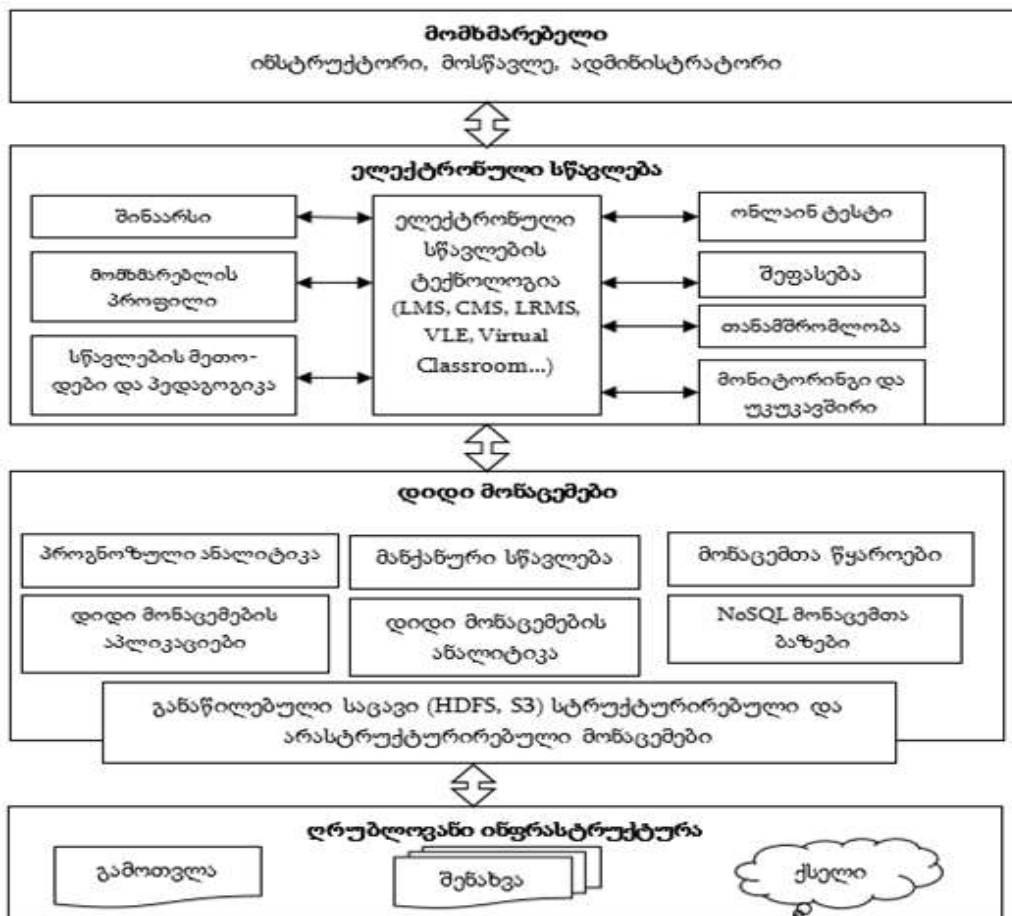 მომხმარებელი
ინსტრუქტორი, მოსწავლე, ადმინისტრატორი
ელექტრონული სწავლება
შინაარსი
მომხმარებლის
პროფილი
სწავლების მეთო-
დები და პედაგოგიკა
ელექტრონული
სწავლების
ტექნოლოგია
(LMS, CMS, LRMS,
VLE, Virtual
Classroom...)
ონლაინ ტესტი
შეფასება
თანამშრომლობა
მონიტორინგი და
უკუკავშირი
დიდი მონაცემები
პროგნოზული ანალიტიკა
მანქანური სწავლება
მონაცემთა წყაროები
დიდი მონაცემების
აპლიკაციები
დიდი მონაცემების
ანალიტიკა
NoSQL მონაცემთა
ბაზები
განაწილებული საცავი (HDFS, S3) სტრუქტურირებული და
არასტრუქტურირებული მონაცემები
ღრუბლოვანი ინფრასტრუქტურა
გამოთვლა
შენახვა
ქსელი